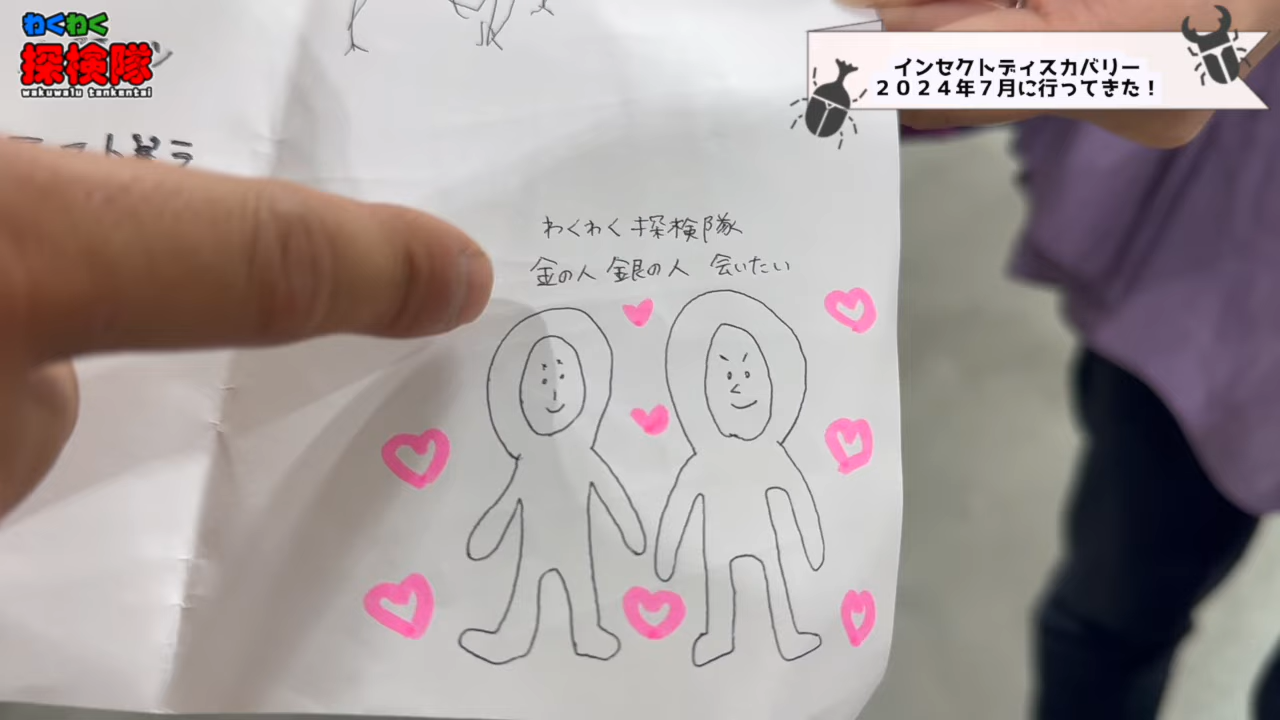 わくわく
探検隊
wakuwaku tankentai
インセクトディスカバリー
２０２４年７月に行ってきた！
わくわく探検隊
金の人 銀の人 会いたい